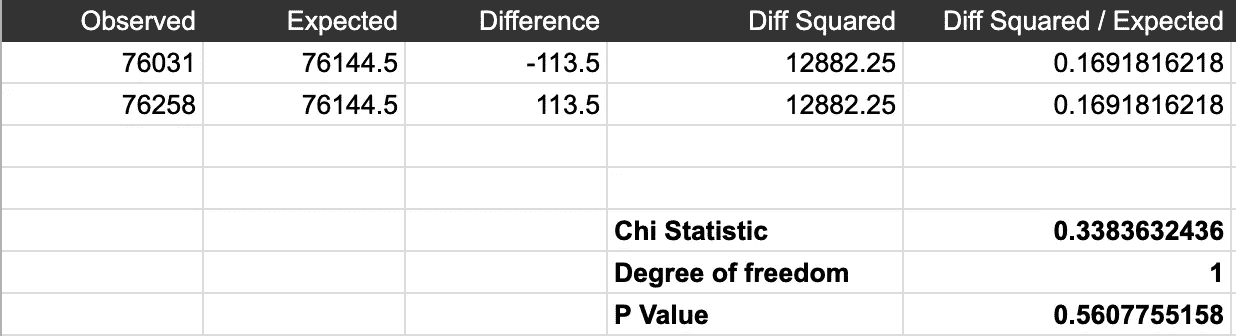 Observed Expected Difference Diff Squared Diff Squared / Expected
76031 76144.5 -113.5 12882.25 0.1691816218
76258 76144.5 113.5 12882.25 0.1691816218
Chi Statistic 0.3383632436
Degree of freedom 1
P Value 0.5607755158